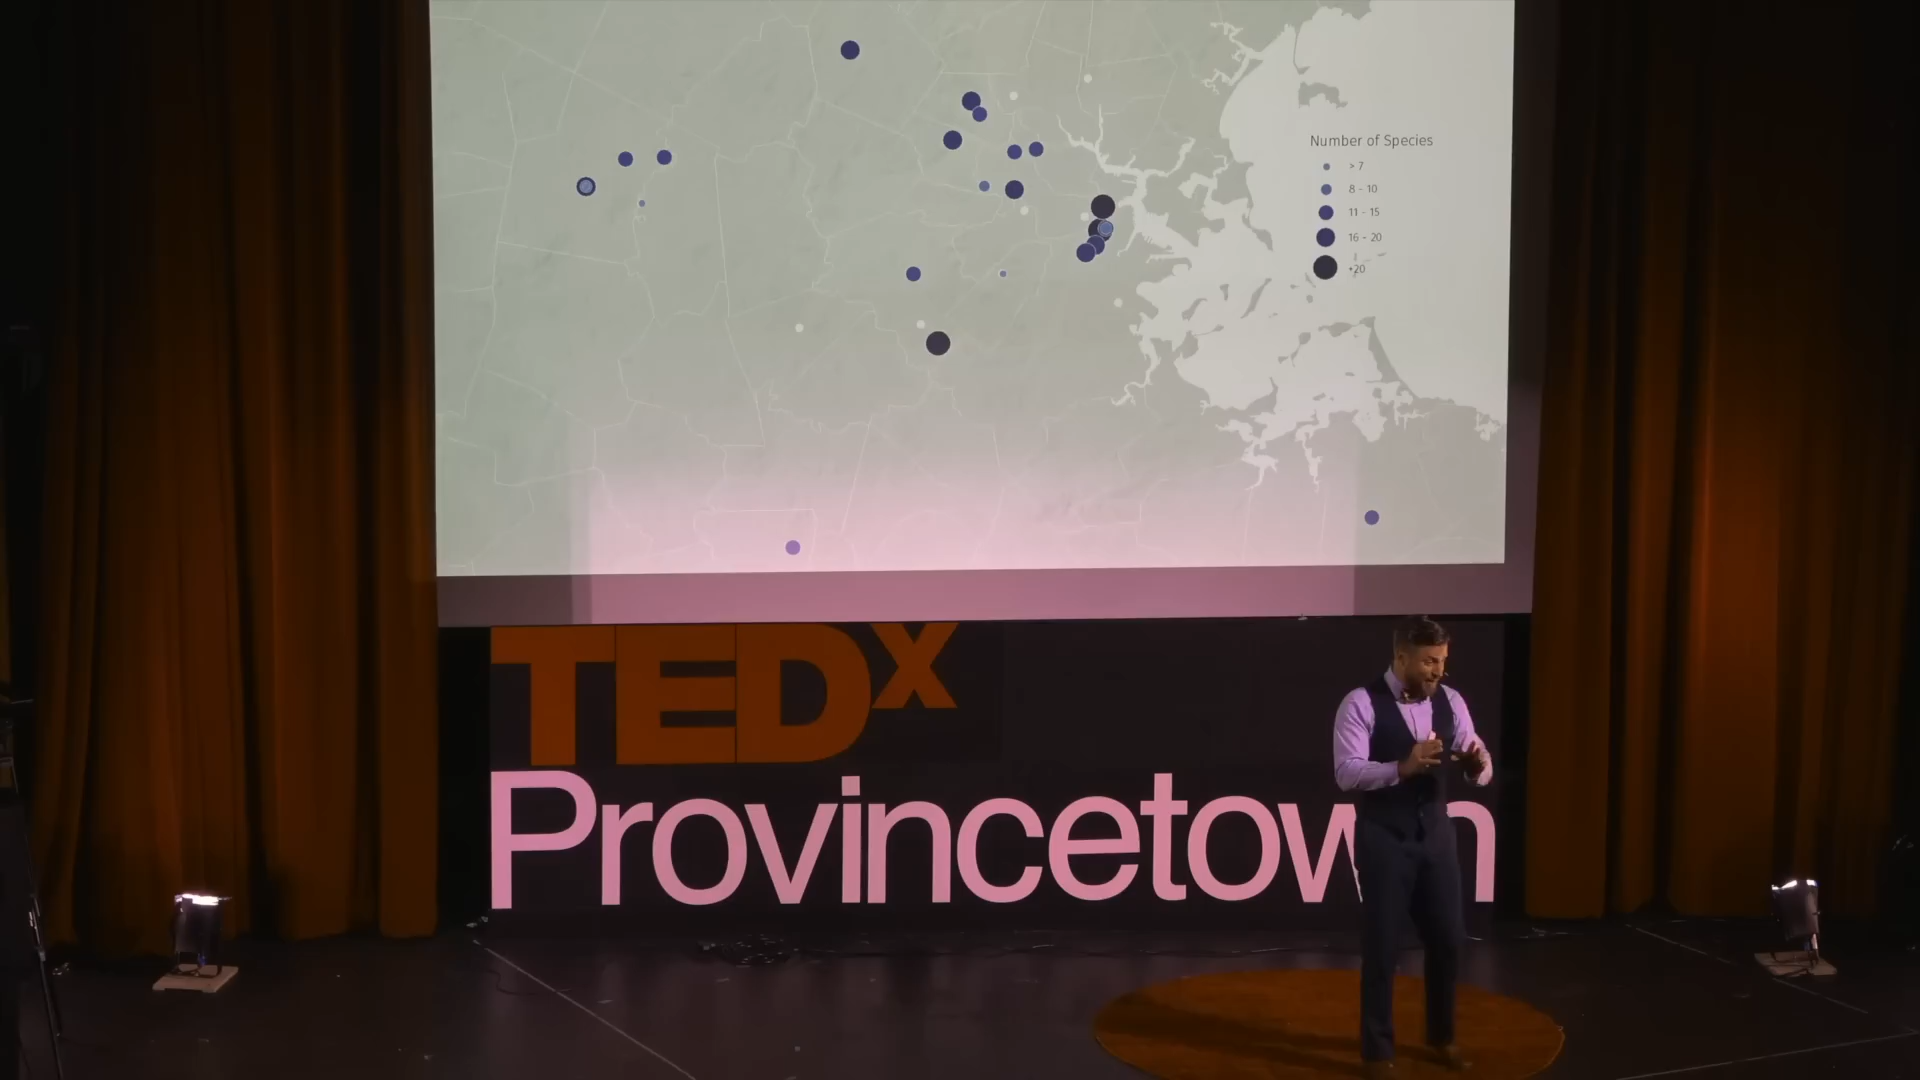 Number of Species
> 7
8 - 10
11 - 15
16 - 20
+20
TEDx
Provincetown